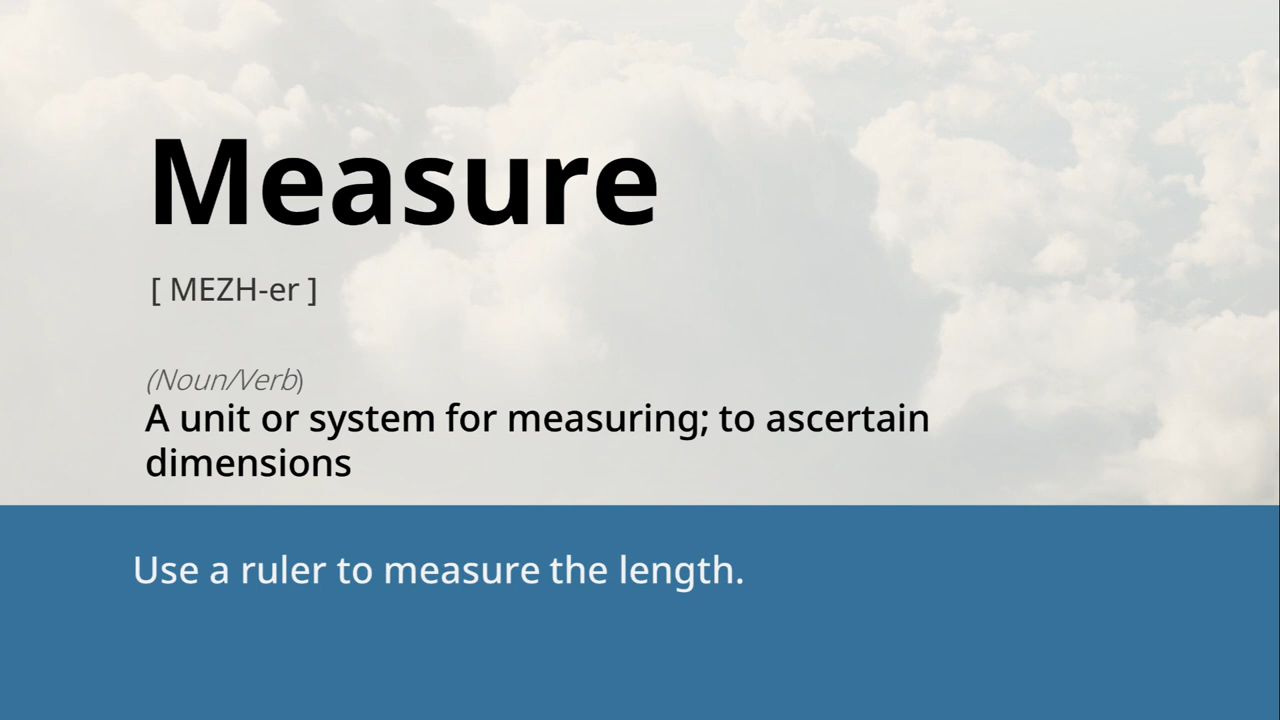 Measure
[ MEZH-er ]
(Noun/Verb)
A unit or system for measuring; to ascertain
dimensions
Use a ruler to measure the length.